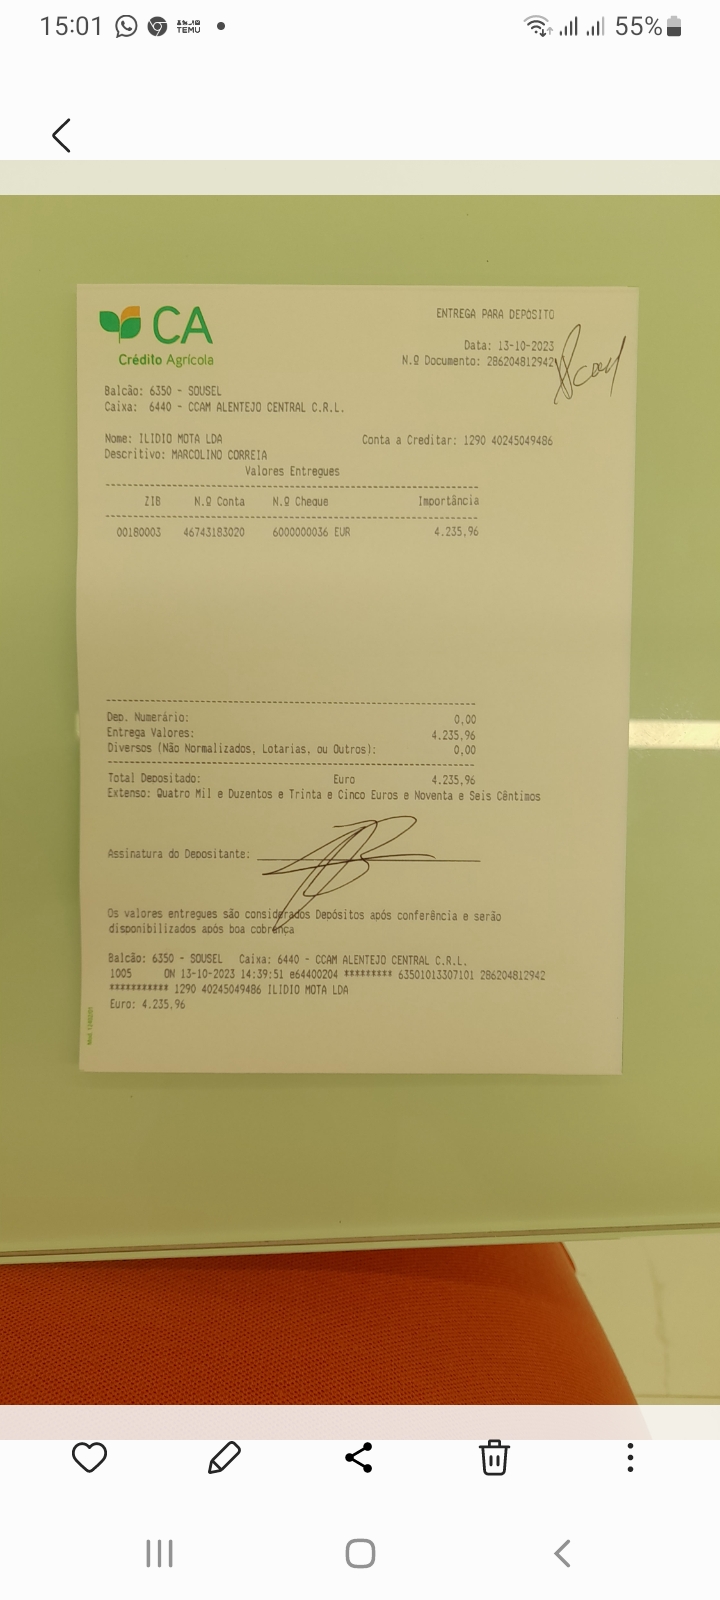 15:01 TEMU 55%
CA
Crédito Agrícola
ENTREGA PARA DEPÓSITO
Data: 13-10-2023
N.º Documento: 286204812942
Balcão: 6350 - SOUSEL
Caixa: 6440 - CCAM ALENTEJO CENTRAL C.R.L.
Nome: ILIDIO MOTA LDA Conta a Creditar: 1290 40245049486
Descritivo: MARCOLINO CORREIA
Valores Entregues
ZIB N.º Conta N.º Cheque Importância
00180003 46743183020 6000000036 EUR 4.235,96
Dep. Numerário: 0,00
Entrega Valores: 4.235,96
Diversos (Não Normalizados, Lotarias, ou Outros): 0,00
Total Depositado: Euro 4.235,96
Extenso: Quatro Mil e Duzentos e Trinta e Cinco Euros e Noventa e Seis Cêntimos
Assinatura do Depositante:
Os valores entregues são considerados Depósitos após conferência e serão
disponibilizados após boa cobrança
Balcão: 6350 - SOUSEL Caixa: 6440 - CCAM ALENTEJO CENTRAL C.R.L.
1005 ON 13-10-2023 14:39:51 e64400204 ********* 63501013307101 286204812942
*********** 1290 40245049486 ILIDIO MOTA LDA
Euro: 4.235,96